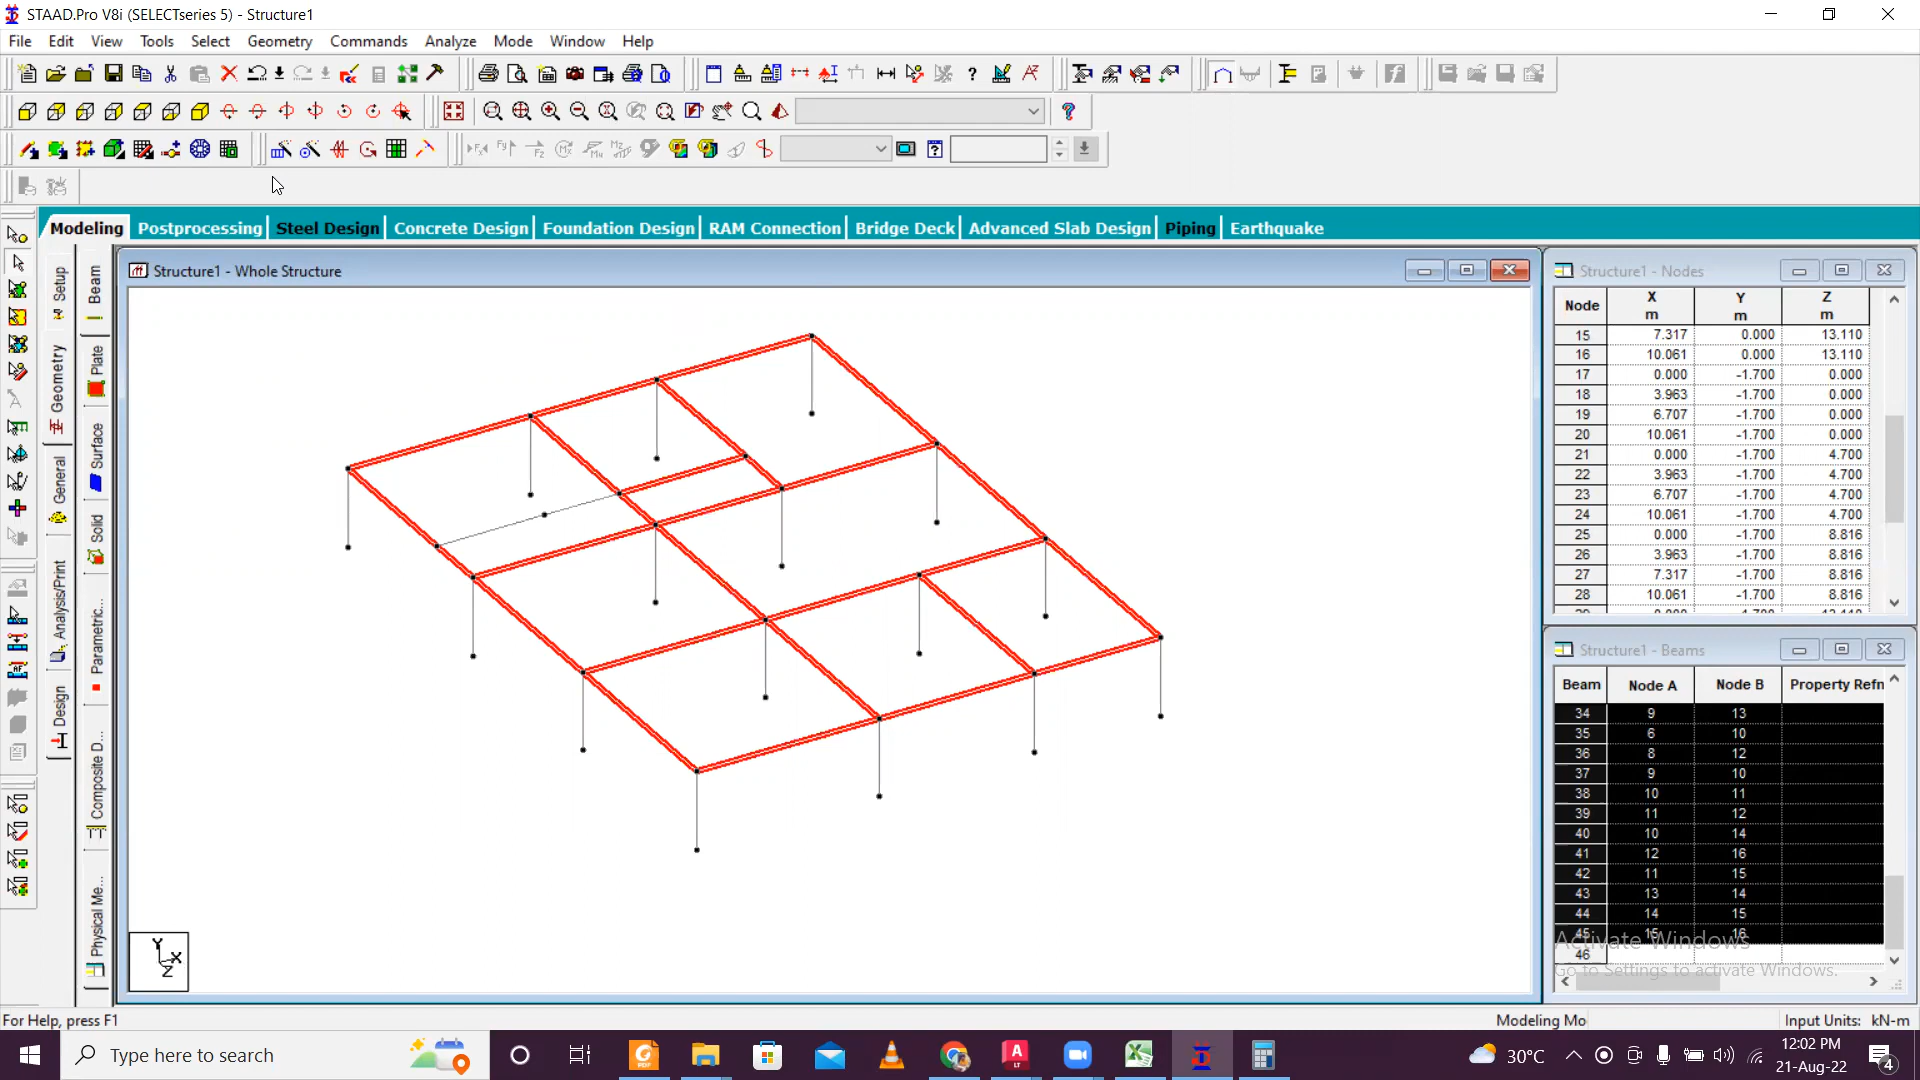 STAAD.Pro V8i (SELECTseries 5) - Structure1
File Edit View Tools Select Geometry Commands Analyze Mode Window Help
Modeling Postprocessing Steel Design Concrete Design Foundation Design RAM Connection Bridge Deck Advanced Slab Design Piping Earthquake
Setup
Geometry
General
Analysis/Print
Design
Beam
Plate
Surface
Solid
Parametric...
Composite D...
Physical Me...
Structure1 - Whole Structure
Y
X
Z
Structure1 - Nodes
Node X m Y m Z m
15 7.317 0.000 13.110
16 10.061 0.000 13.110
17 0.000 -1.700 0.000
18 3.963 -1.700 0.000
19 6.707 -1.700 0.000
20 10.061 -1.700 0.000
21 0.000 -1.700 4.700
22 3.963 -1.700 4.700
23 6.707 -1.700 4.700
24 10.061 -1.700 4.700
25 0.000 -1.700 8.816
26 3.963 -1.700 8.816
27 7.317 -1.700 8.816
28 10.061 -1.700 8.816
Structure1 - Beams
Beam Node A Node B Property Refn
34 9 13
35 6 10
36 8 12
37 9 10
38 10 11
39 11 12
40 10 14
41 12 16
42 11 15
43 13 14
44 14 15
45 15 16
46
Activate Windows
Go to Settings to activate Windows.
For Help, press F1
Modeling Mo
Input Units: kN-m
Type here to search
30°C
12:02 PM
21-Aug-22
4